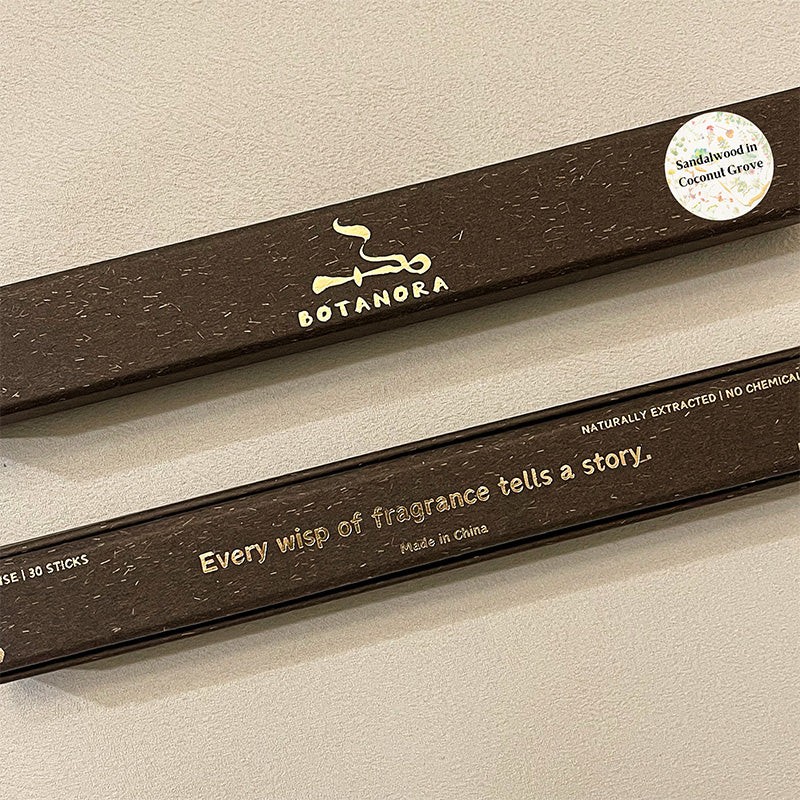 Sandalwood in
Coconut Grove
BOTANORA
NATURALLY EXTRACTED | NO CHEMICAL
Every wisp of fragrance tells a story.
Made in China
| 30 STICKS